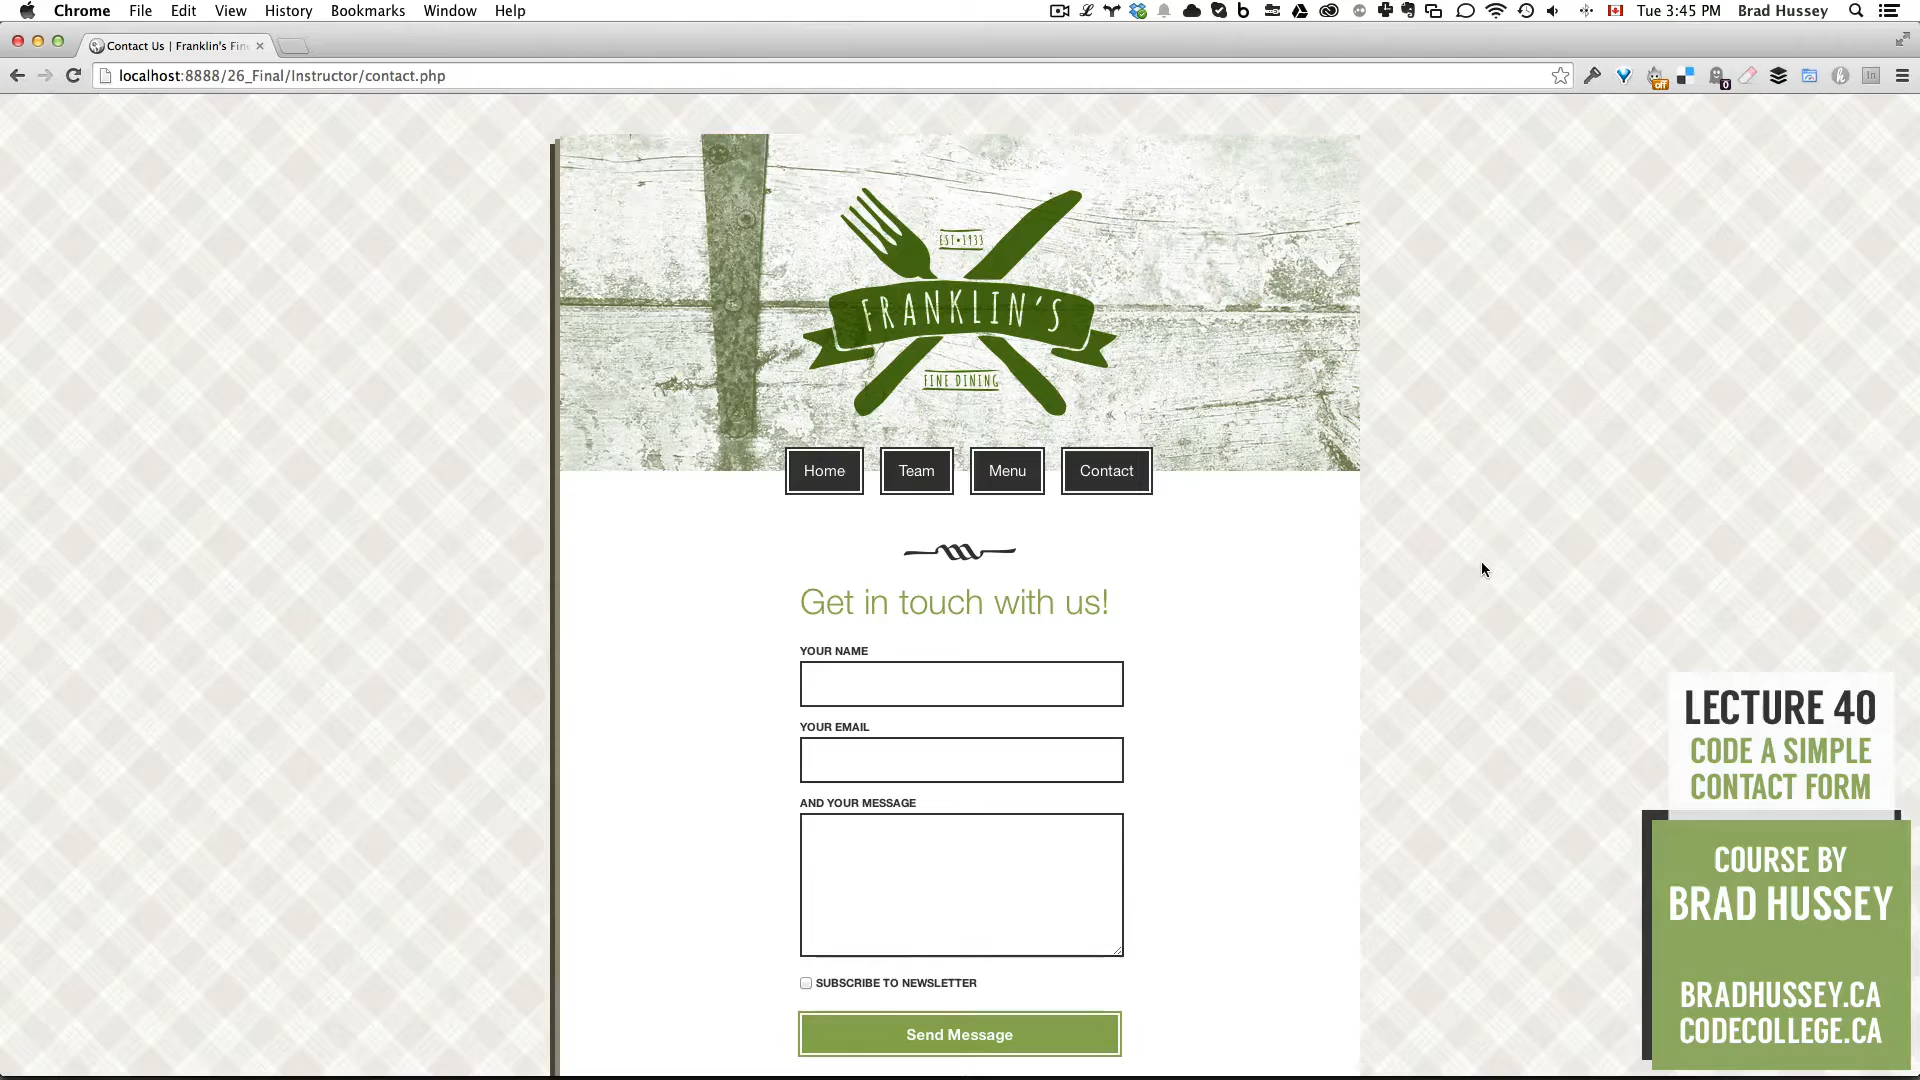 Chrome File Edit View History Bookmarks Window Help
Tue 3:45 PM Brad Hussey
Contact Us | Franklin's Fin
localhost:8888/26_Final/Instructor/contact.php
off
0
EST•1933
FRANKLIN'S
FINE DINING
Home Team Menu Contact
Get in touch with us!
YOUR NAME
YOUR EMAIL
AND YOUR MESSAGE
SUBSCRIBE TO NEWSLETTER
Send Message
LECTURE 40
CODE A SIMPLE
CONTACT FORM
COURSE BY
BRAD HUSSEY
BRADHUSSEY.CA
CODECOLLEGE.CA